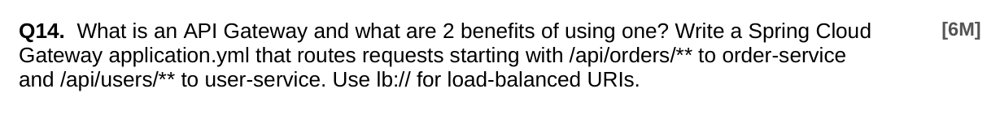 Q14. What is an API Gateway and what are 2 benefits of using one? Write a Spring Cloud [6M]
Gateway application.yml that routes requests starting with /api/orders/** to order-service
and /api/users/** to user-service. Use lb:// for load-balanced URIs.